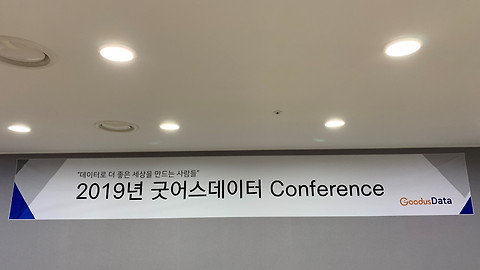 "데이터로 더 좋은 세상을 만드는 사람들"
2019년 굿어스데이터 Conference
GoodusData